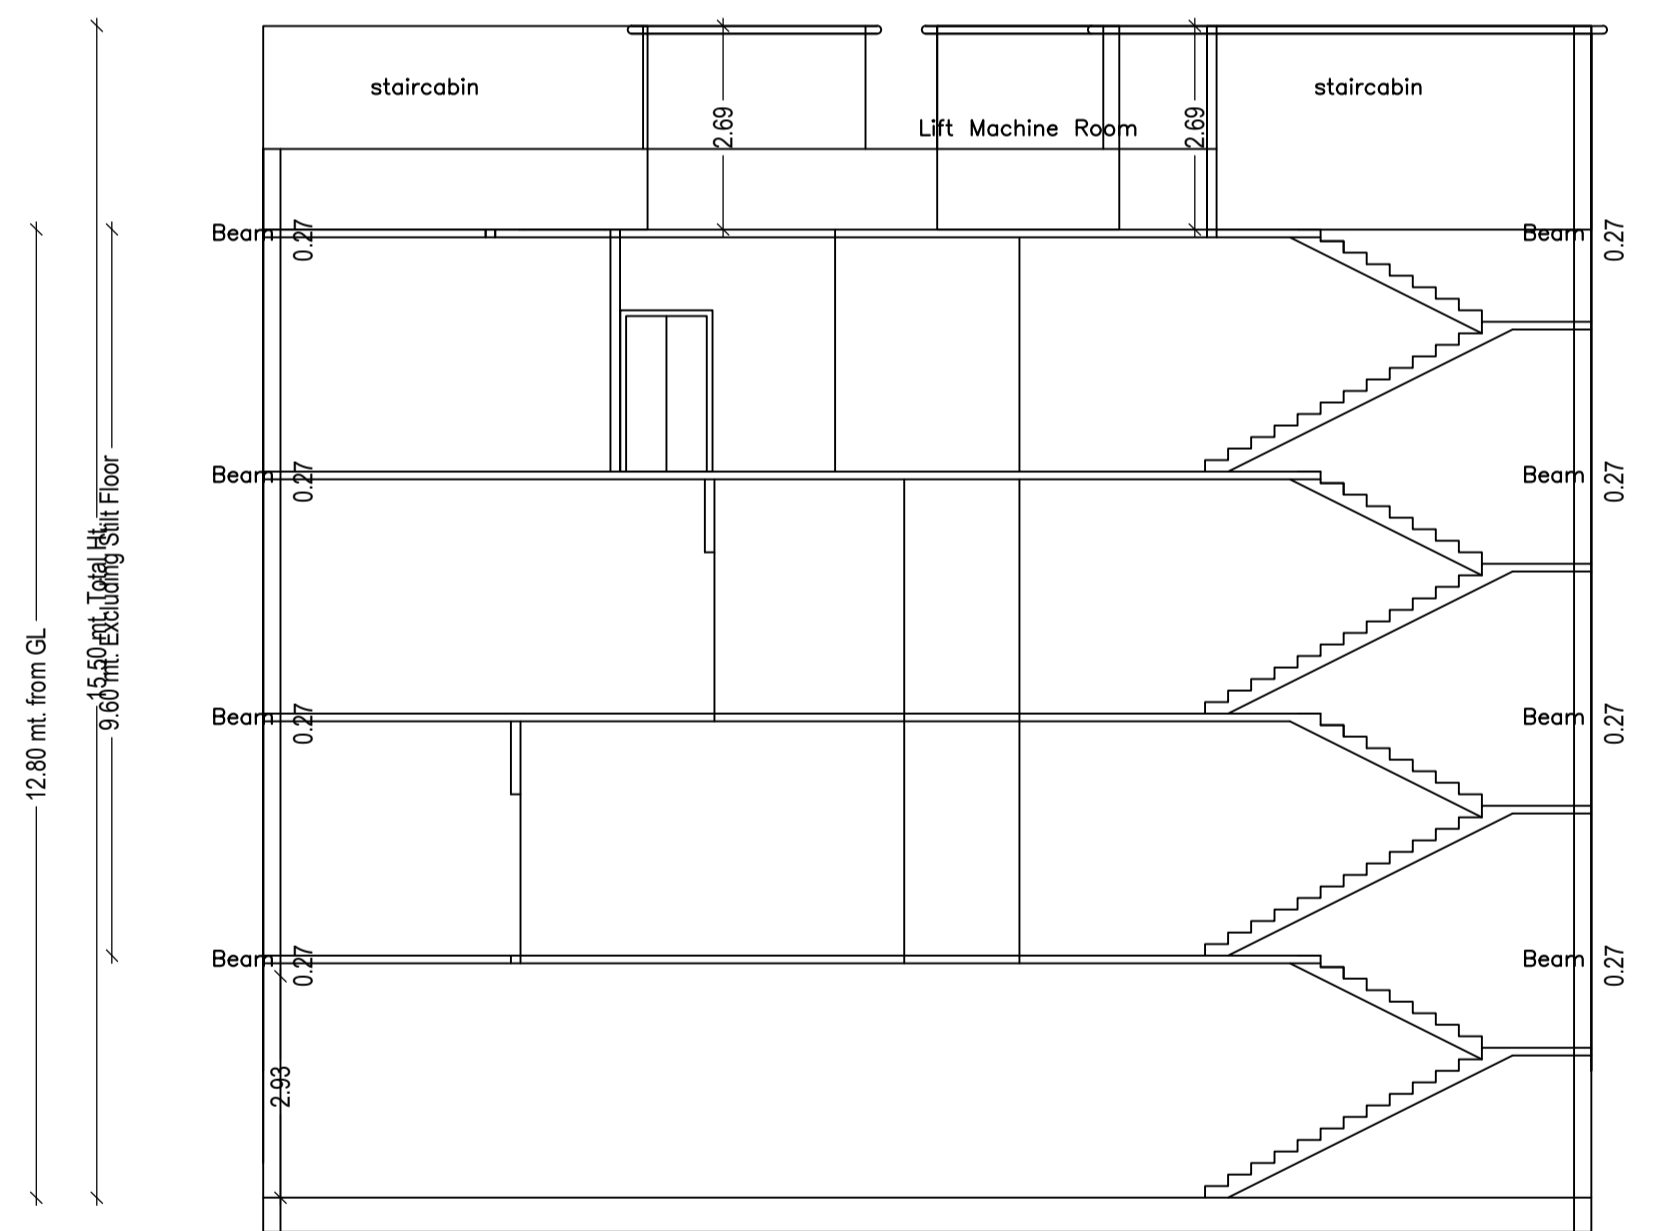 staircabin
staircabin
2.69
Lift Machine Room
2.69
Beam
0.27
Beam
0.27
Beam
0.27
Beam
0.27
12.80 mt. from GL
15.50 mt. Total Ht.
9.60 mt. Excluding Stilt Floor
Beam
0.27
Beam
0.27
Beam
0.27
Beam
0.27
2.93